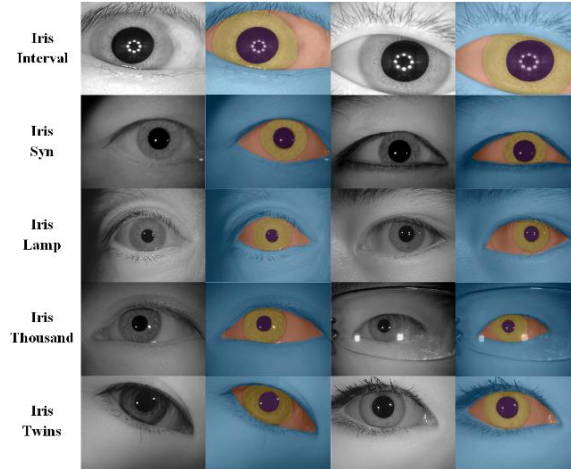 Iris
Interval
Iris
Syn
Iris
Lamp
Iris
Thousand
Iris
Twins